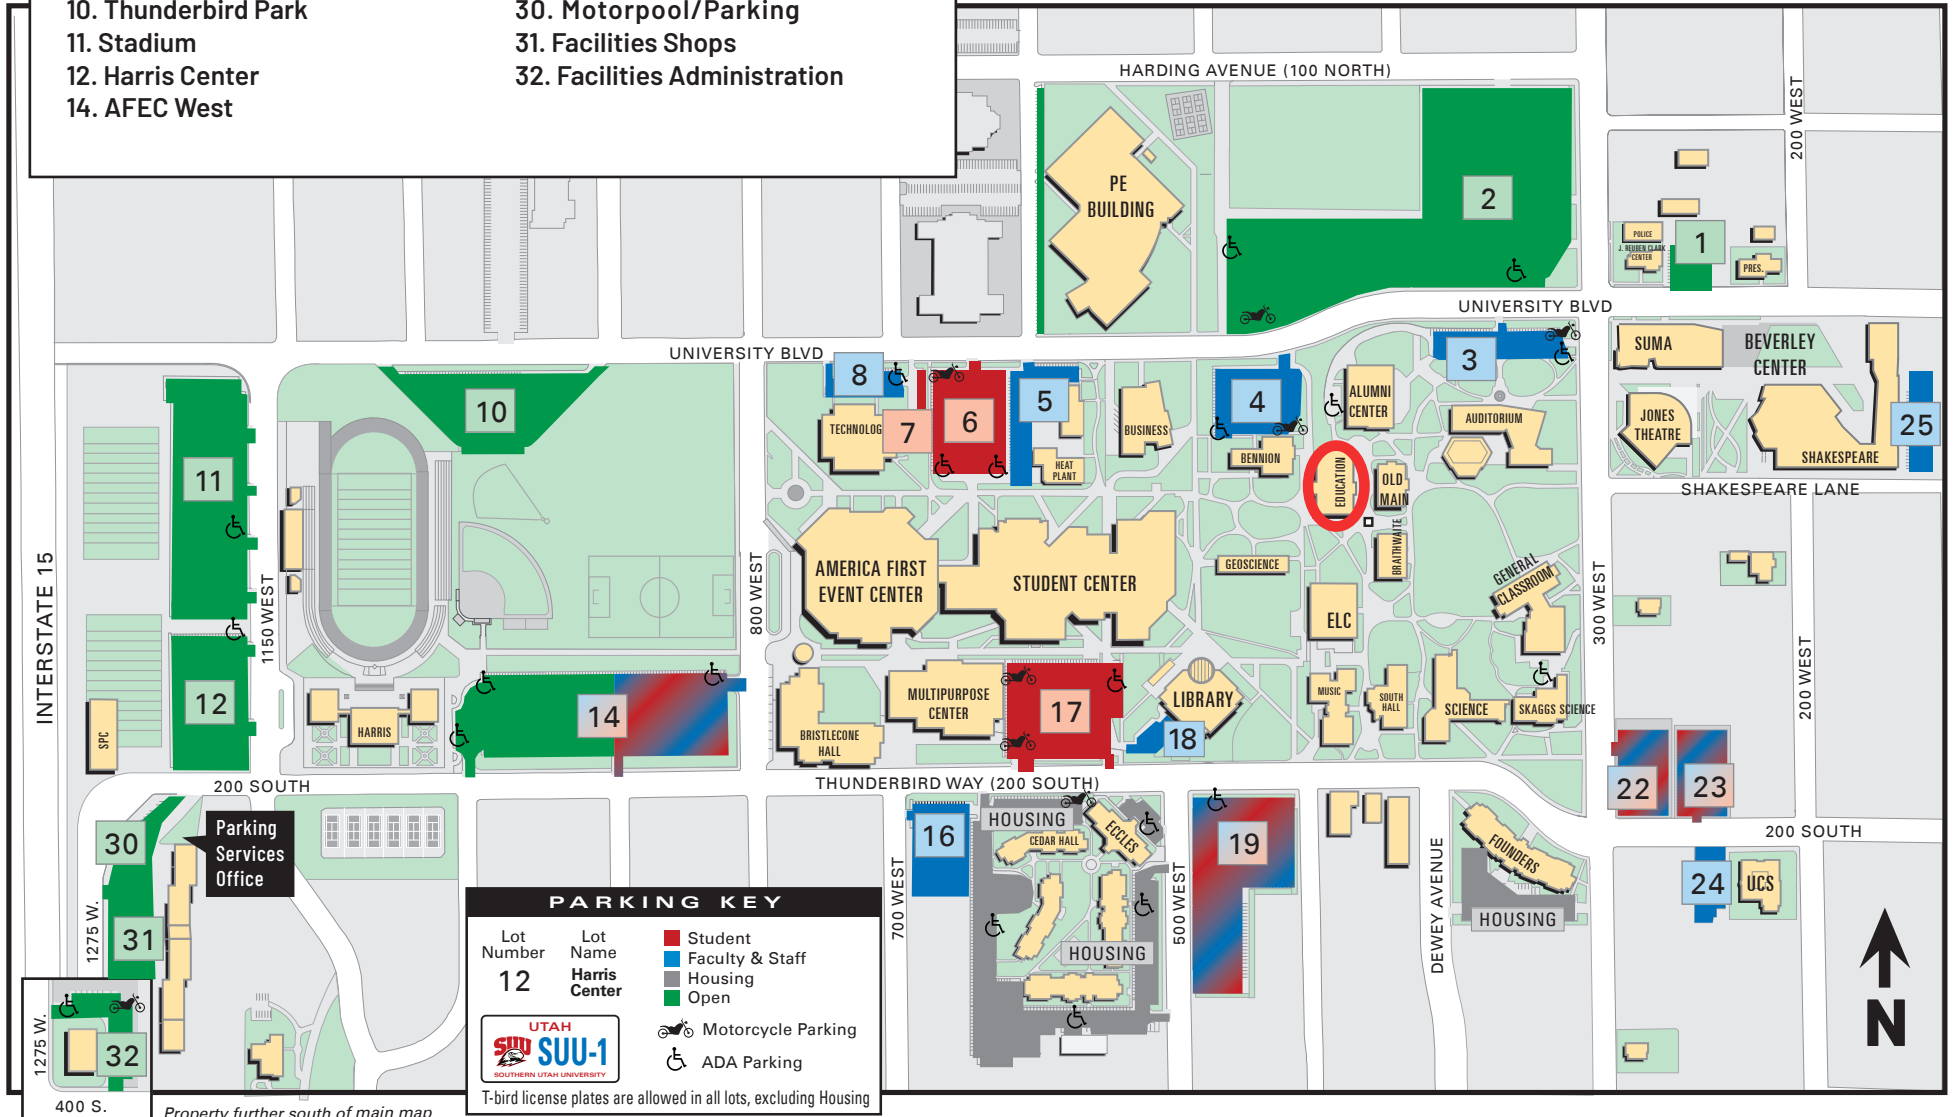 10. Thunderbird Park
11. Stadium
12. Harris Center
14. AFEC West
30. Motorpool/Parking
31. Facilities Shops
32. Facilities Administration
HARDING AVENUE (100 NORTH)
200 WEST
PE
BUILDING
2
POLICE
J. REUBEN CLARK
CENTER
1
PRES.
UNIVERSITY BLVD
UNIVERSITY BLVD
SUMA
BEVERLEY
CENTER
3
8
10
7
6
5
4
TECHNOLOG
BUSINESS
HEAT
PLANT
BENNION
ALUMNI
CENTER
AUDITORIUM
JONES
THEATRE
SHAKESPEARE
25
SHAKESPEARE LANE
EDUCATION
OLD
MAIN
BRAITHWAITE
11
INTERSTATE 15
1150 WEST
800 WEST
AMERICA FIRST
EVENT CENTER
STUDENT CENTER
GEOSCIENCE
ELC
GENERAL
CLASSROOM
300 WEST
200 WEST
12
SPC
HARRIS
14
BRISTLECONE
HALL
MULTIPURPOSE
CENTER
17
LIBRARY
18
MUSIC
SOUTH
HALL
SCIENCE
SKAGGS SCIENCE
22
23
200 SOUTH
THUNDERBIRD WAY (200 SOUTH)
200 SOUTH
30
Parking
Services
Office
16
HOUSING
CEDAR HALL
ECCLES
19
FOUNDERS
24
UCS
700 WEST
500 WEST
DEWEY AVENUE
HOUSING
HOUSING
1275 W.
31
1275 W.
32
400 S.
Property further south of main map
PARKING KEY
Lot
Number
12
Lot
Name
Harris
Center
Student
Faculty & Staff
Housing
Open
Motorcycle Parking
ADA Parking
UTAH
SUU SUU-1
SOUTHERN UTAH UNIVERSITY
T-bird license plates are allowed in all lots, excluding Housing
N